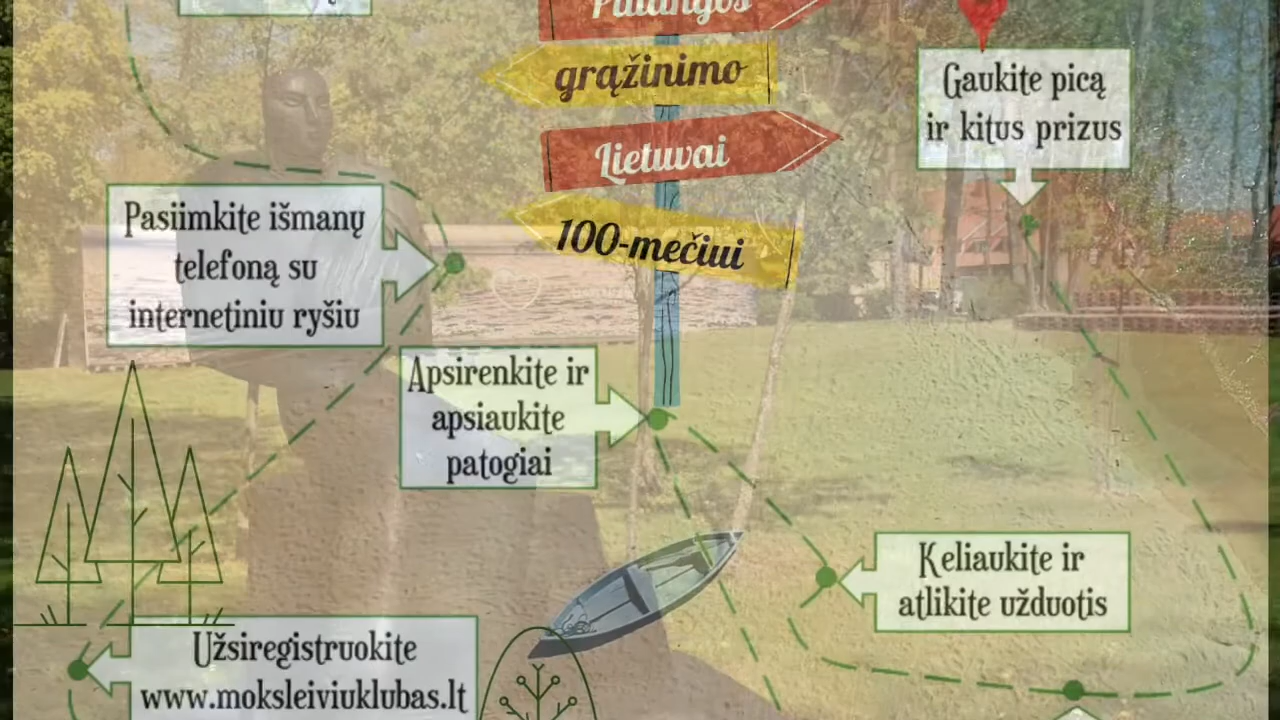 Palangos
grąžinimo
Lietuvai
100-mečiui
Gaukite picą
ir kitus prizus
Pasiimkite išmanų
telefoną su
internetiniu ryšiu
Apsirenkite ir
apsiaukite
patogiai
Keliaukite ir
atlikite užduotis
Užsiregistruokite
www.moksleiviuklubas.lt